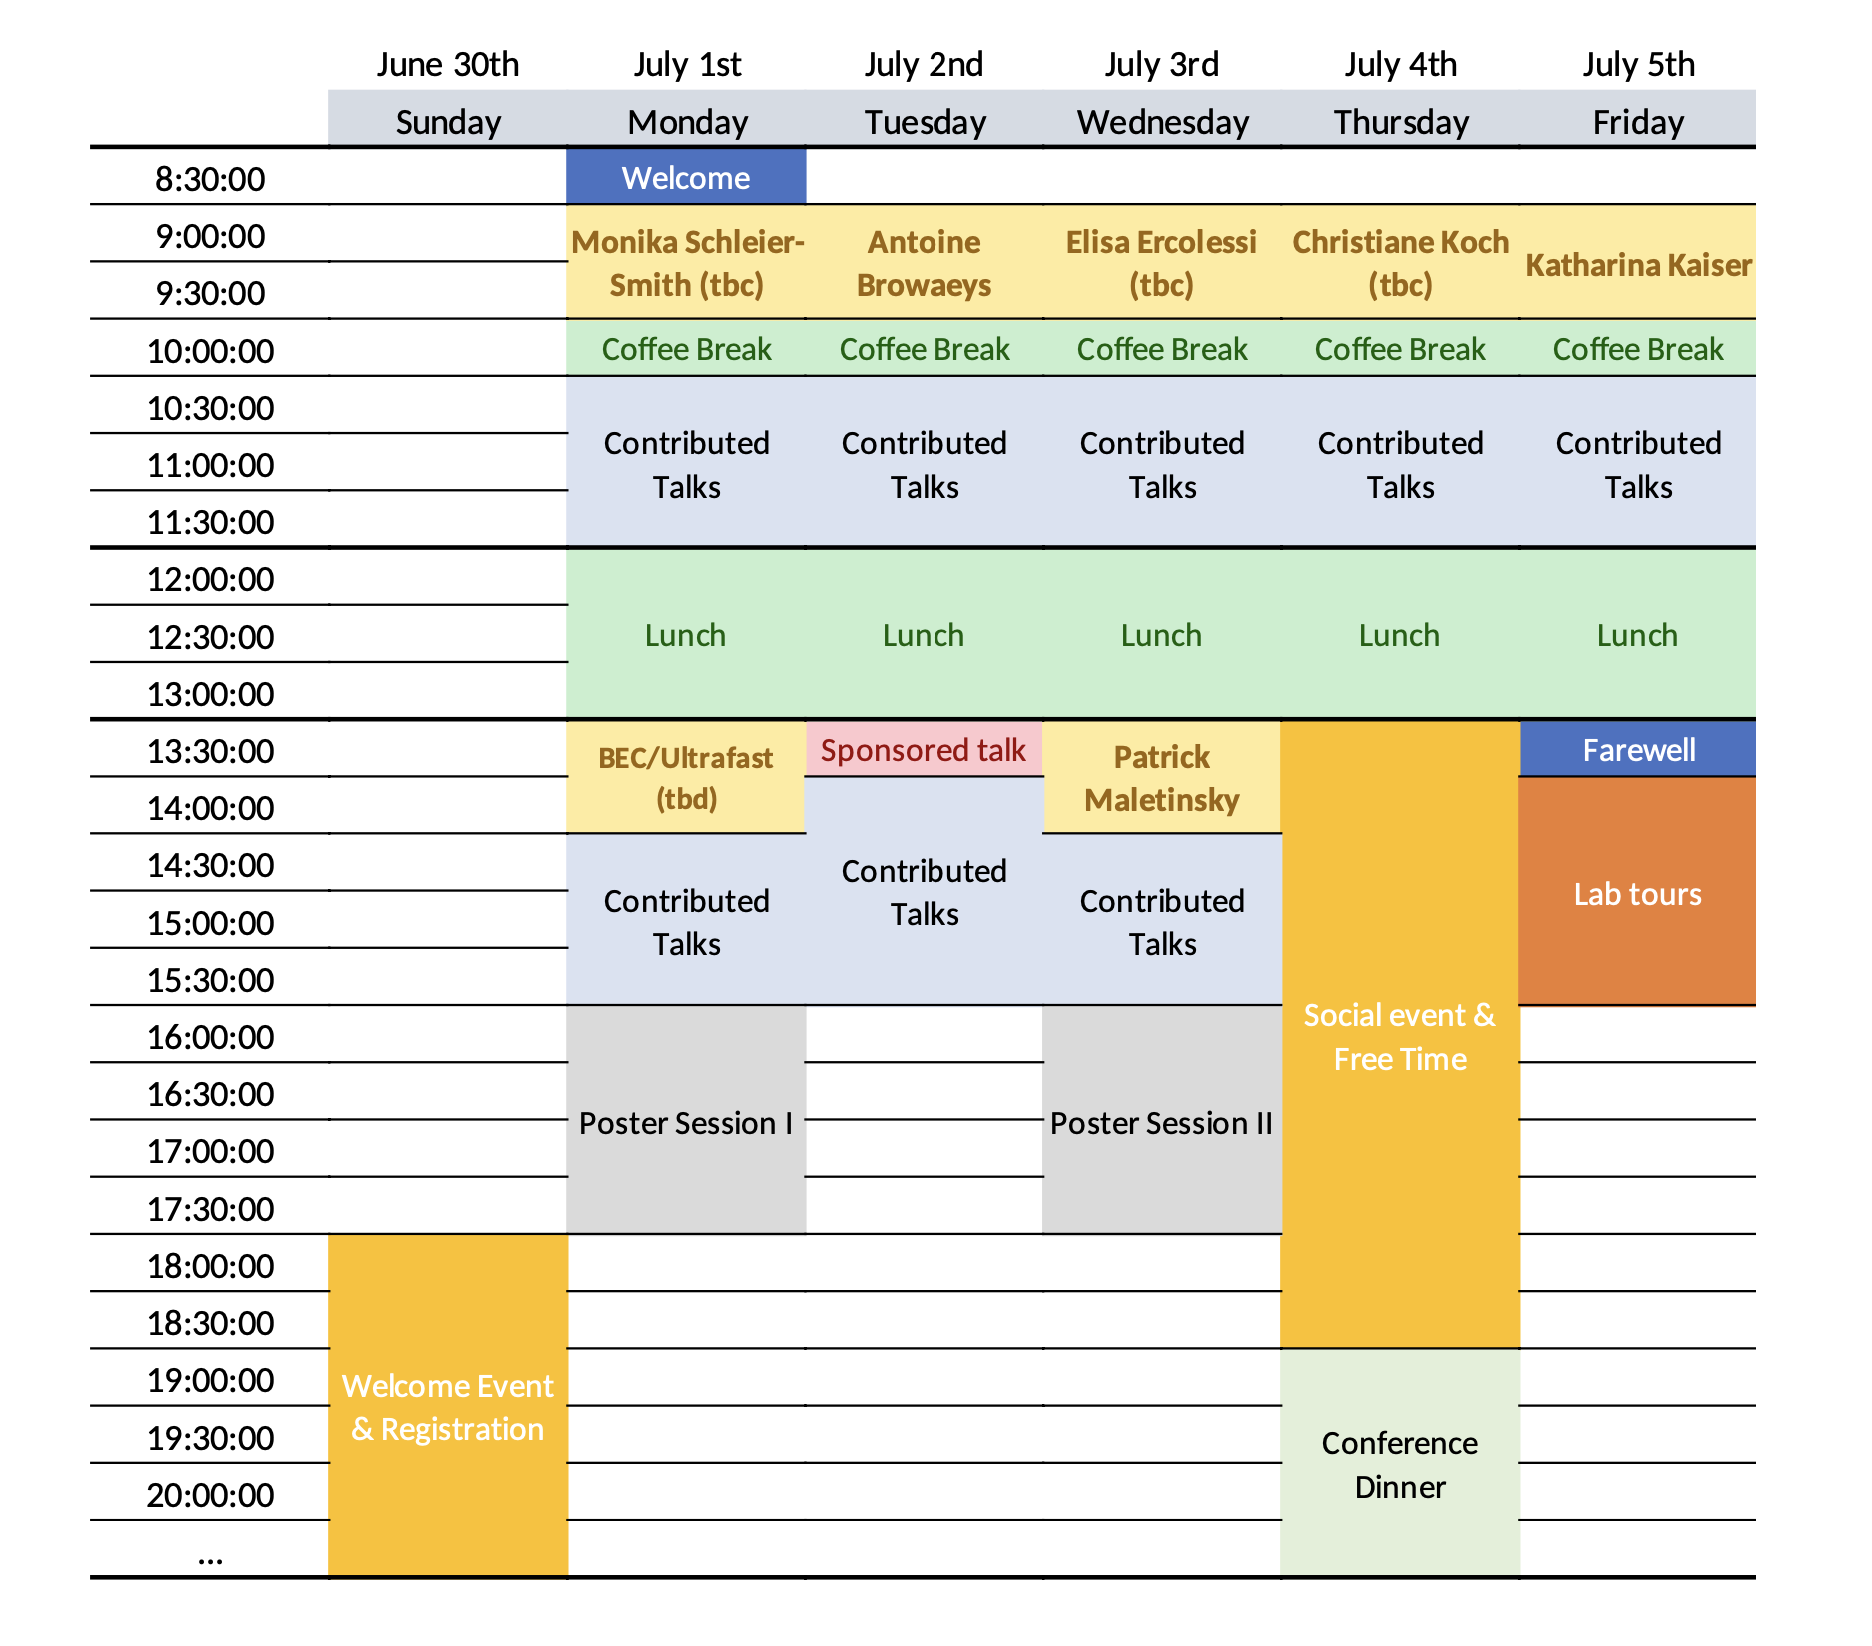 June 30th July 1st July 2nd July 3rd July 4th July 5th
Sunday Monday Tuesday Wednesday Thursday Friday
8:30:00 Welcome
9:00:00 Monika Schleier- Antoine Elisa Ercolessi Christiane Koch Katharina Kaiser
9:30:00 Smith (tbc) Browaeys (tbc) (tbc)
10:00:00 Coffee Break Coffee Break Coffee Break Coffee Break Coffee Break
10:30:00
Contributed Contributed Contributed Contributed Contributed
11:00:00
Talks Talks Talks Talks Talks
11:30:00
12:00:00
12:30:00 Lunch Lunch Lunch Lunch Lunch
13:00:00
13:30:00 BEC/Ultrafast Sponsored talk Patrick Farewell
14:00:00 (tbd) Maletinsky
14:30:00 Contributed
Contributed Contributed Lab tours
15:00:00 Talks
Talks Talks
15:30:00
Social event &
16:00:00
Free Time
16:30:00
Poster Session I Poster Session II
17:00:00
17:30:00
18:00:00
18:30:00
19:00:00 Welcome Event
19:30:00 & Registration Conference
20:00:00 Dinner
...